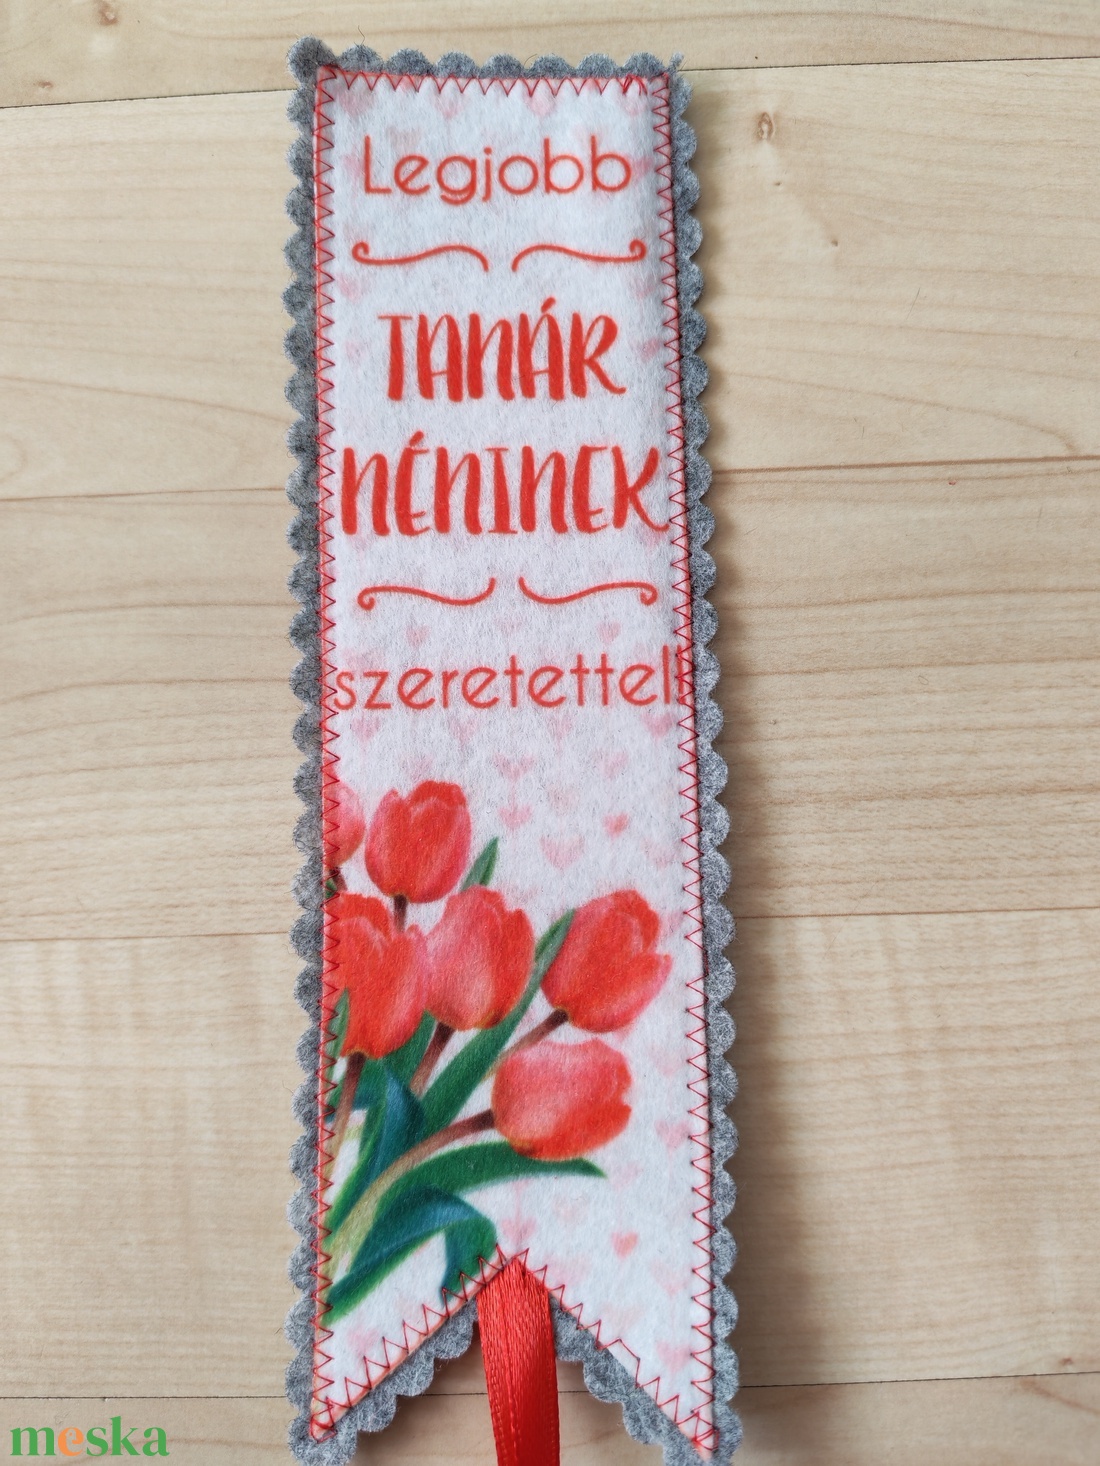 Legjobb
TANÁR
NÉNINEK
szeretettel!
meska